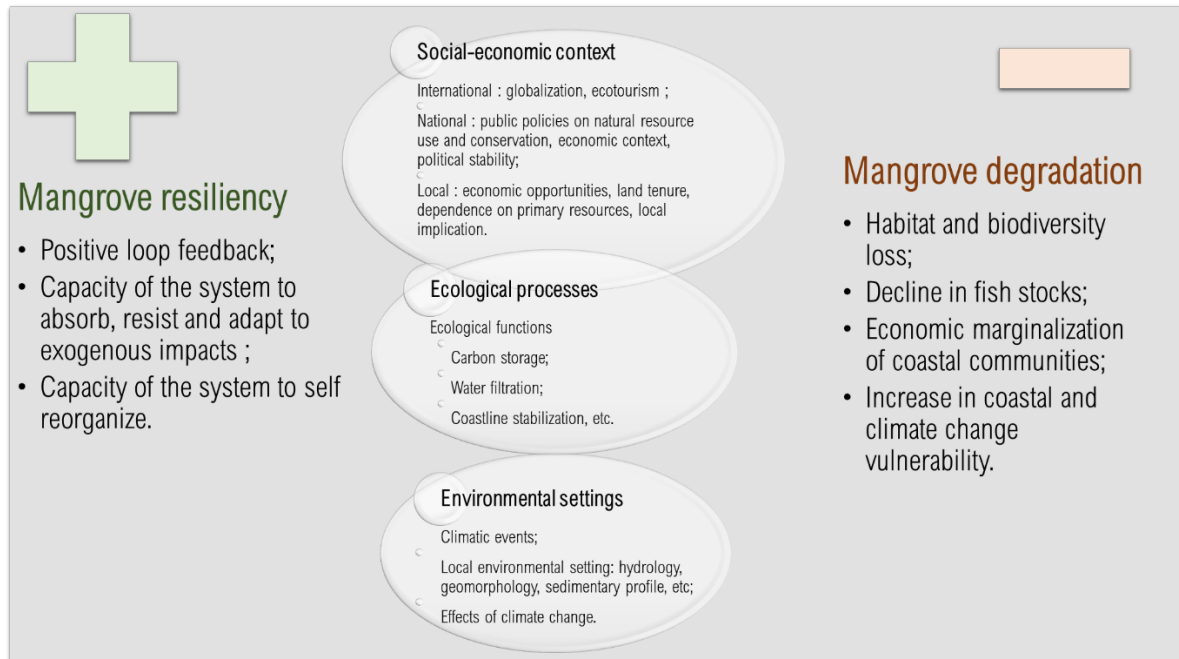 Mangrove resiliency
• Positive loop feedback;
• Capacity of the system to
absorb, resist and adapt to
exogenous impacts ;
• Capacity of the system to self
reorganize.
Social-economic context
International : globalization, ecotourism ;
National : public policies on natural resource
use and conservation, economic context,
political stability;
Local : economic opportunities, land tenure,
dependence on primary resources, local
implication.
Ecological processes
Ecological functions
Carbon storage;
Water filtration;
Coastline stabilization, etc.
Environmental settings
Climatic events;
Local environmental setting: hydrology,
geomorphology, sedimentary profile, etc;
Effects of climate change.
Mangrove degradation
• Habitat and biodiversity
loss;
• Decline in fish stocks;
• Economic marginalization
of coastal communities;
• Increase in coastal and
climate change
vulnerability.